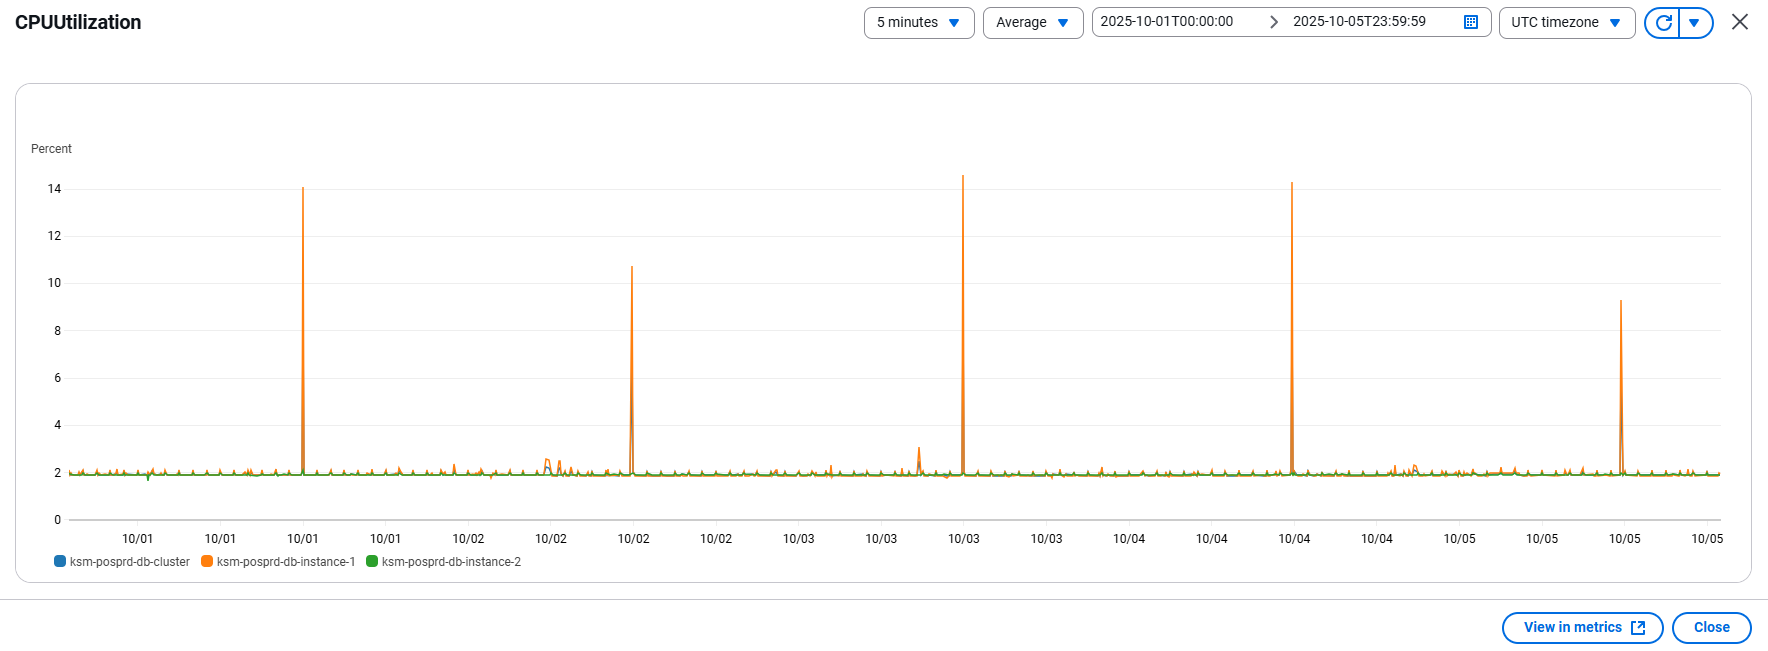 CPUUtilization
5 minutes
Average
2025-10-01T00:00:00
2025-10-05T23:59:59
UTC timezone
Percent
14
12
10
8
6
4
2
0
10/01 10/01 10/01 10/01 10/02 10/02 10/02 10/02 10/03 10/03 10/03 10/03 10/04 10/04 10/04 10/04 10/05 10/05 10/05 10/05
ksm-posprd-db-cluster ksm-posprd-db-instance-1 ksm-posprd-db-instance-2
View in metrics
Close